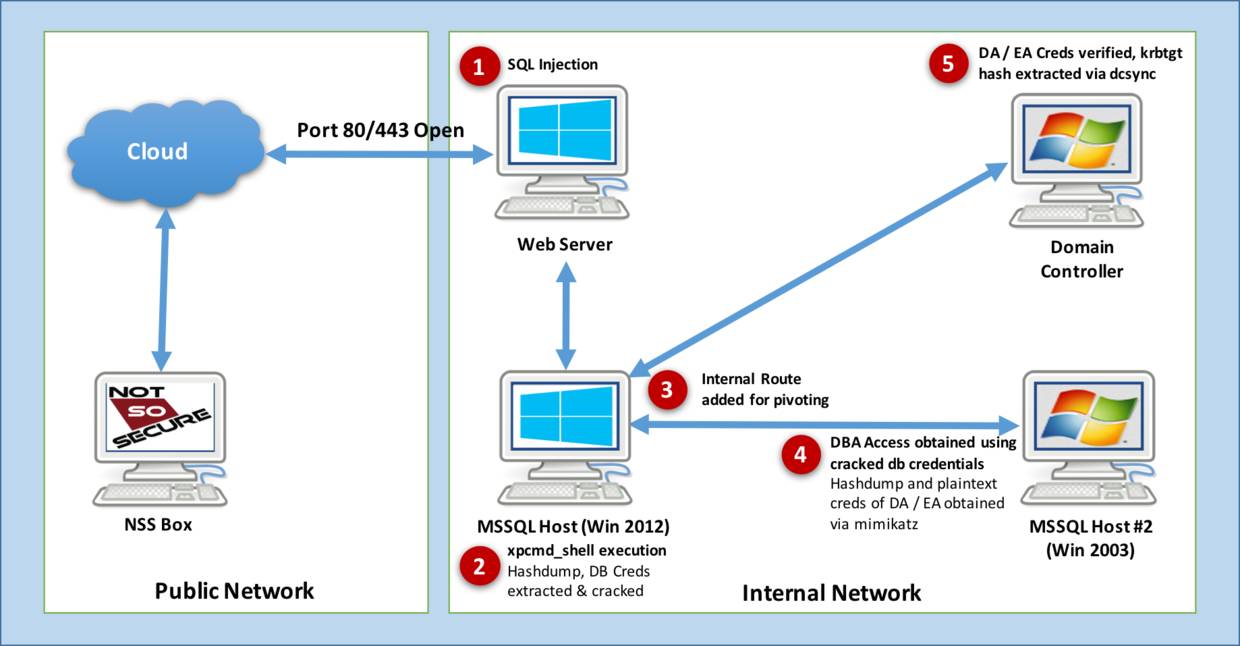 1
SQL Injection
5
DA / EA Creds verified, krbtgt
hash extracted via dcsync
Port 80/443 Open
Cloud
Web Server
Domain
Controller
NOT
SO
SECURE
NSS Box
3
Internal Route
added for pivoting
4
DBA Access obtained using
cracked db credentials
Hashdump and plaintext
creds of DA / EA obtained
via mimikatz
MSSQL Host (Win 2012)
2
xpcmd_shell execution
Hashdump, DB Creds
extracted & cracked
MSSQL Host #2
(Win 2003)
Public Network
Internal Network